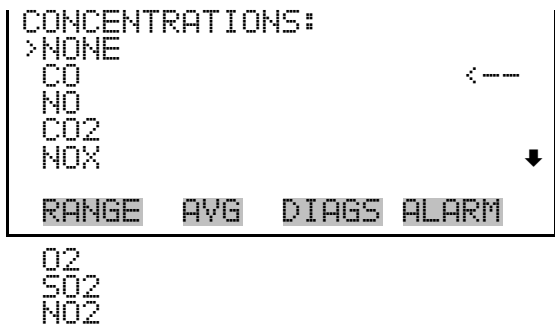 CONCENTRATIONS:
>NONE
CO <--
NO
CO2
NOX
RANGE AVG DIAGS ALARM
O2
SO2
NO2